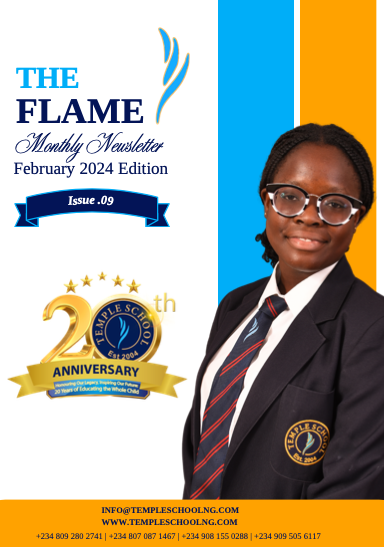 THE
FLAME
Monthly Newsletter
February 2024 Edition
Issue .09
20th
TEMPLE SCHOOL
Est 2004
ANNIVERSARY
Honouring Our Legacy, Inspiring Our Future
20 Years of Educating the Whole Child
TEMPLE SCHOOL
Est. 2004
INFO@TEMPLESCHOOLNG.COM
WWW.TEMPLESCHOOLNG.COM
+234 809 280 2741 | +234 807 087 1467 | +234 908 155 0288 | +234 909 505 6117